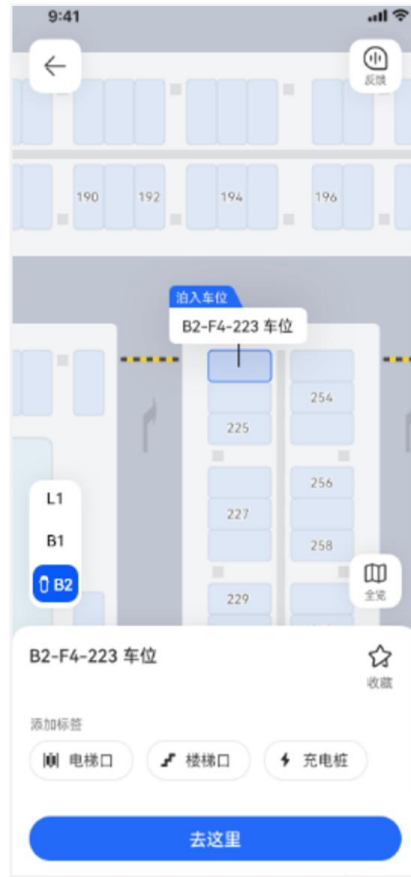 9:41
反馈
190
192
194
196
泊入车位
B2-F4-223 车位
254
225
256
227
258
229
L1
B1
B2
全览
B2-F4-223 车位
收藏
添加标签
电梯口
楼梯口
充电桩
去这里